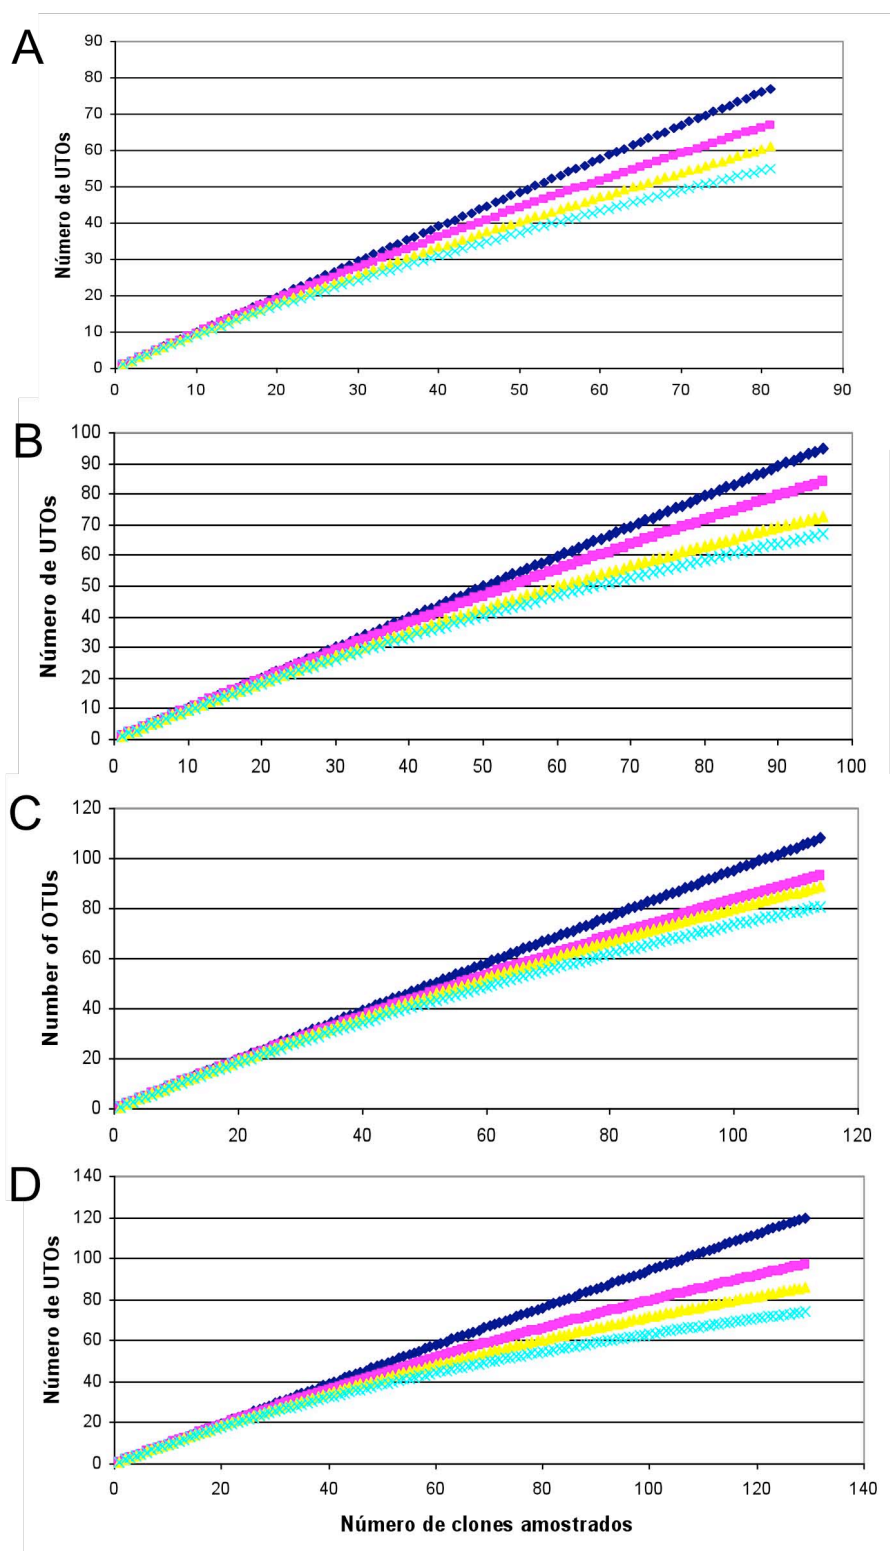 A
90
80
70
60
50
40
30
20
10
0
Número de UTOs
0 10 20 30 40 50 60 70 80 90
B
100
90
80
70
60
50
40
30
20
10
0
Número de UTOs
0 10 20 30 40 50 60 70 80 90 100
C
120
100
80
60
40
20
0
Number of OTUs
0 20 40 60 80 100 120
D
140
120
100
80
60
40
20
0
Número de UTOs
0 20 40 60 80 100 120 140
Número de clones amostrados